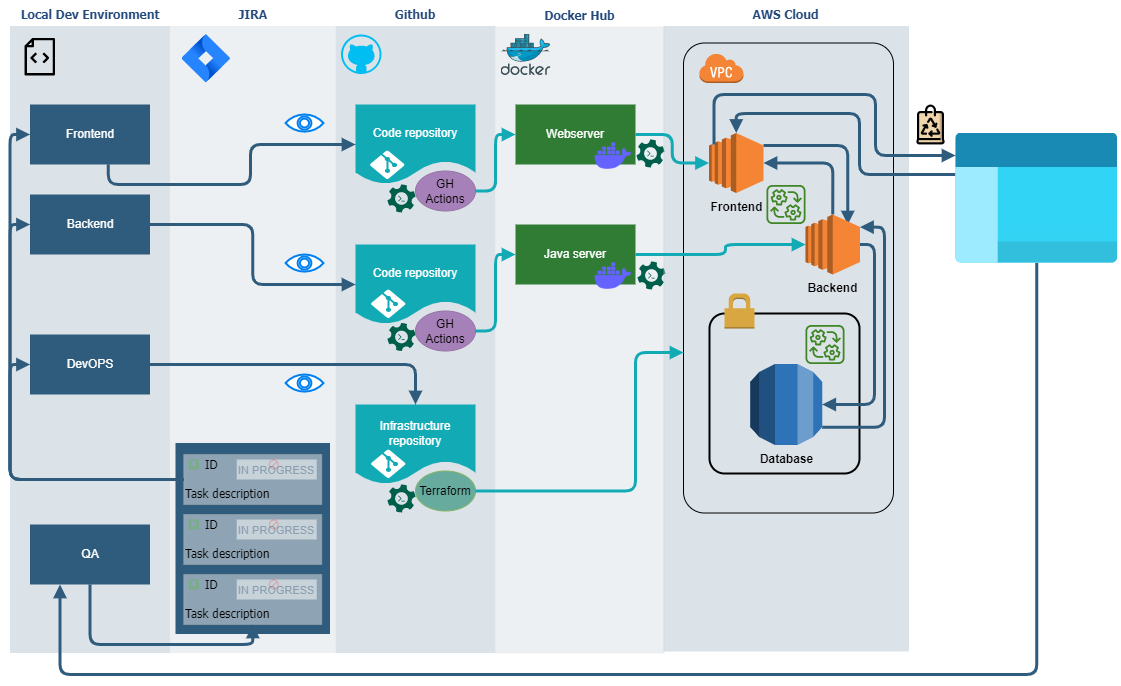 Local Dev Environment
JIRA
Github
Docker Hub
AWS Cloud
docker
VPC
Frontend
Code repository
Webserver
GH
Actions
Frontend
Backend
Code repository
Java server
GH
Actions
Backend
DevOPS
Infrastructure
repository
Terraform
Database
ID
IN PROGRESS
Task description
ID
IN PROGRESS
Task description
ID
IN PROGRESS
Task description
QA